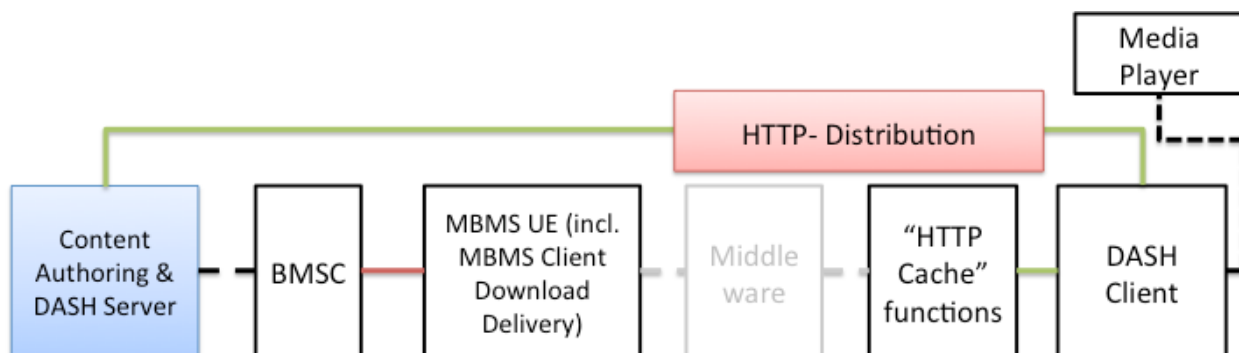 Media
Player
HTTP- Distribution
Content
Authoring &
DASH Server
BMSC
MBMS UE (incl.
MBMS Client
Download
Delivery)
Middle
ware
“HTTP
Cache”
functions
DASH
Client